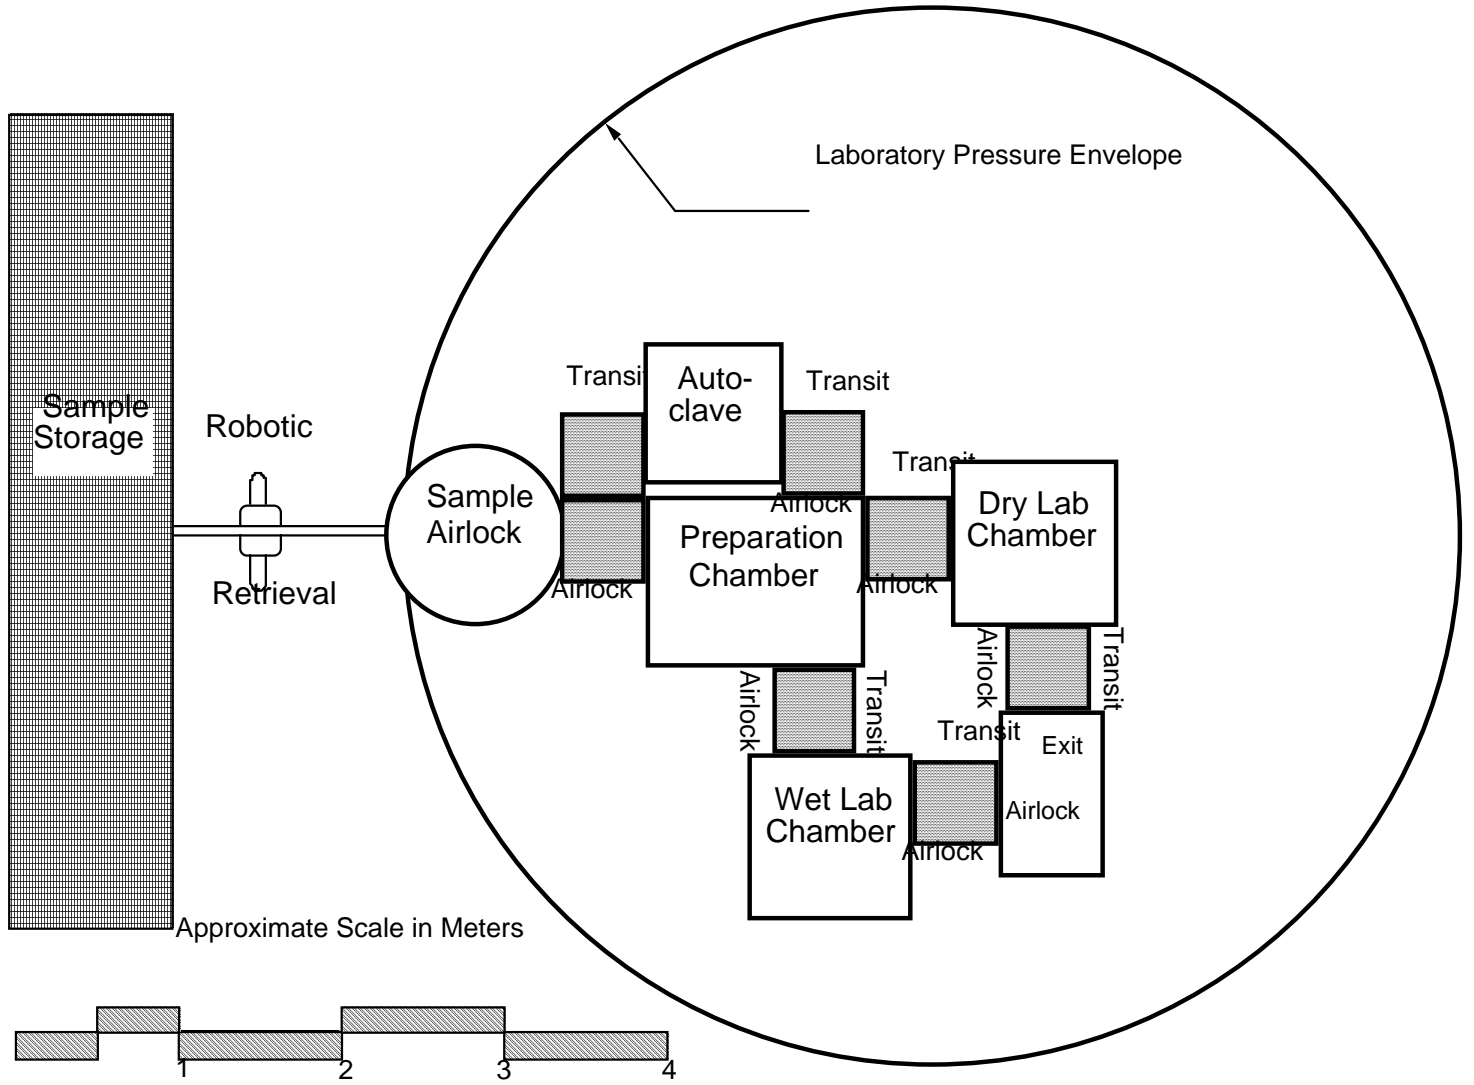 Laboratory Pressure Envelope
Transit
Auto-
clave
Transit
Sample
Storage
Robotic
Transit
Sample
Airlock
Airlock
Dry Lab
Chamber
Preparation
Chamber
Airlock
Airlock
Retrieval
Airlock
Transit
Airlock
Transit
Transit
Exit
Airlock
Wet Lab
Chamber
Airlock
Approximate Scale in Meters
1
2
3
4